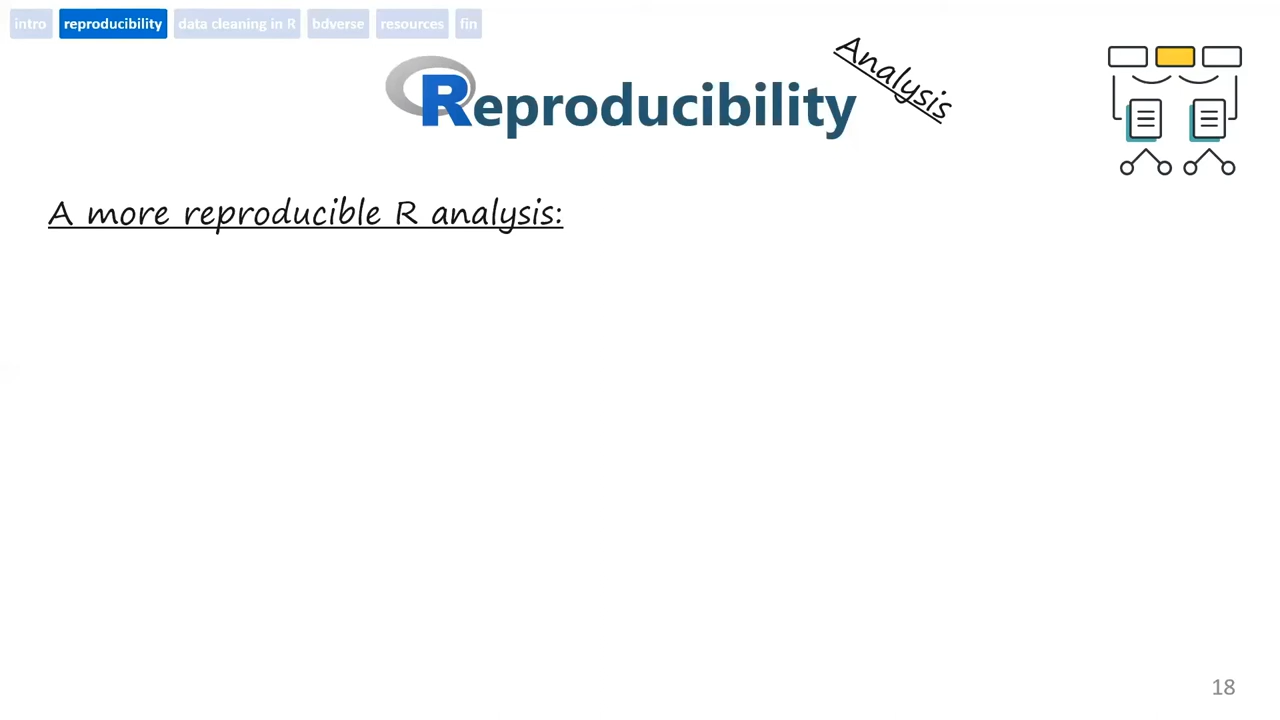 intro reproducibility data cleaning in R bdverse resources fin
Reproducibility
Analysis
A more reproducible R analysis:
18